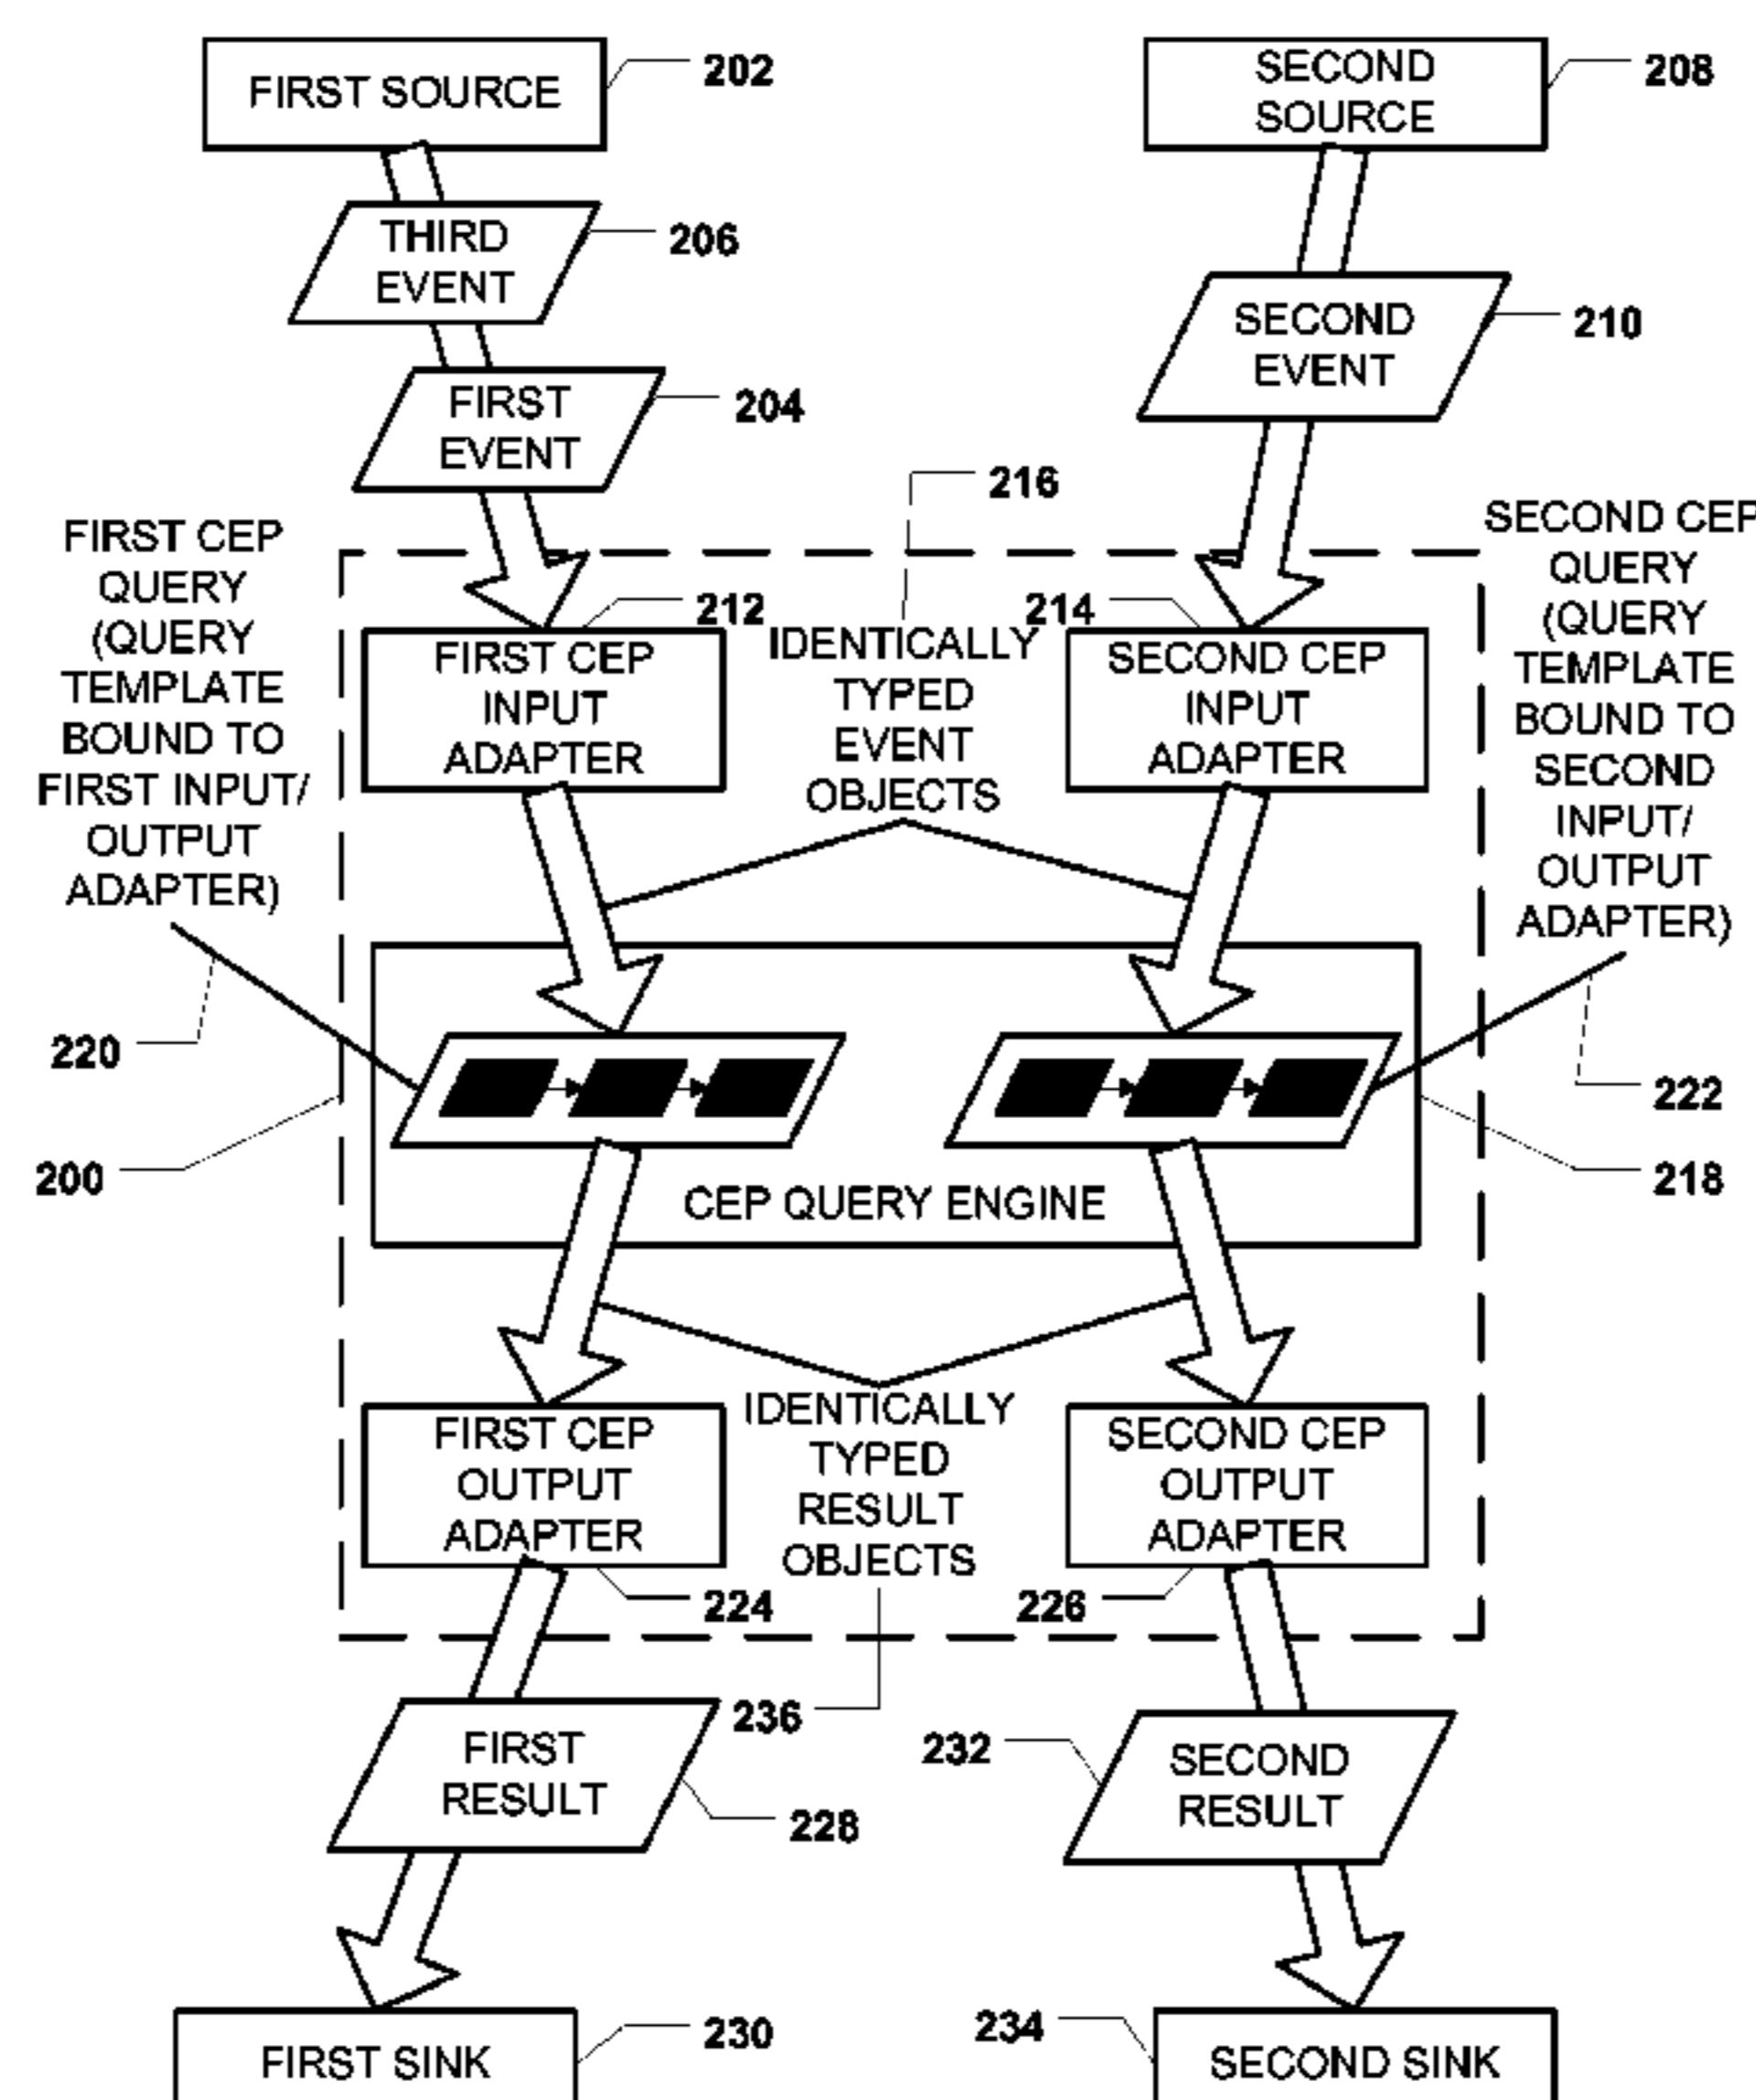 FIRST SOURCE
202
SECOND
SOURCE
208
THIRD
EVENT
206
SECOND
EVENT
210
FIRST
EVENT
204
216
FIRST CEP
QUERY
(QUERY
TEMPLATE
BOUND TO
FIRST INPUT/
OUTPUT
ADAPTER)
SECOND CEP
QUERY
(QUERY
TEMPLATE
BOUND TO
SECOND
INPUT/
OUTPUT
ADAPTER)
212
214
FIRST CEP
INPUT
ADAPTER
IDENTICALLY
TYPED
EVENT
OBJECTS
SECOND CEP
INPUT
ADAPTER
220
222
200
218
CEP QUERY ENGINE
FIRST CEP
OUTPUT
ADAPTER
IDENTICALLY
TYPED
RESULT
OBJECTS
SECOND CEP
OUTPUT
ADAPTER
224
226
236
FIRST
RESULT
228
232
SECOND
RESULT
FIRST SINK
230
234
SECOND SINK